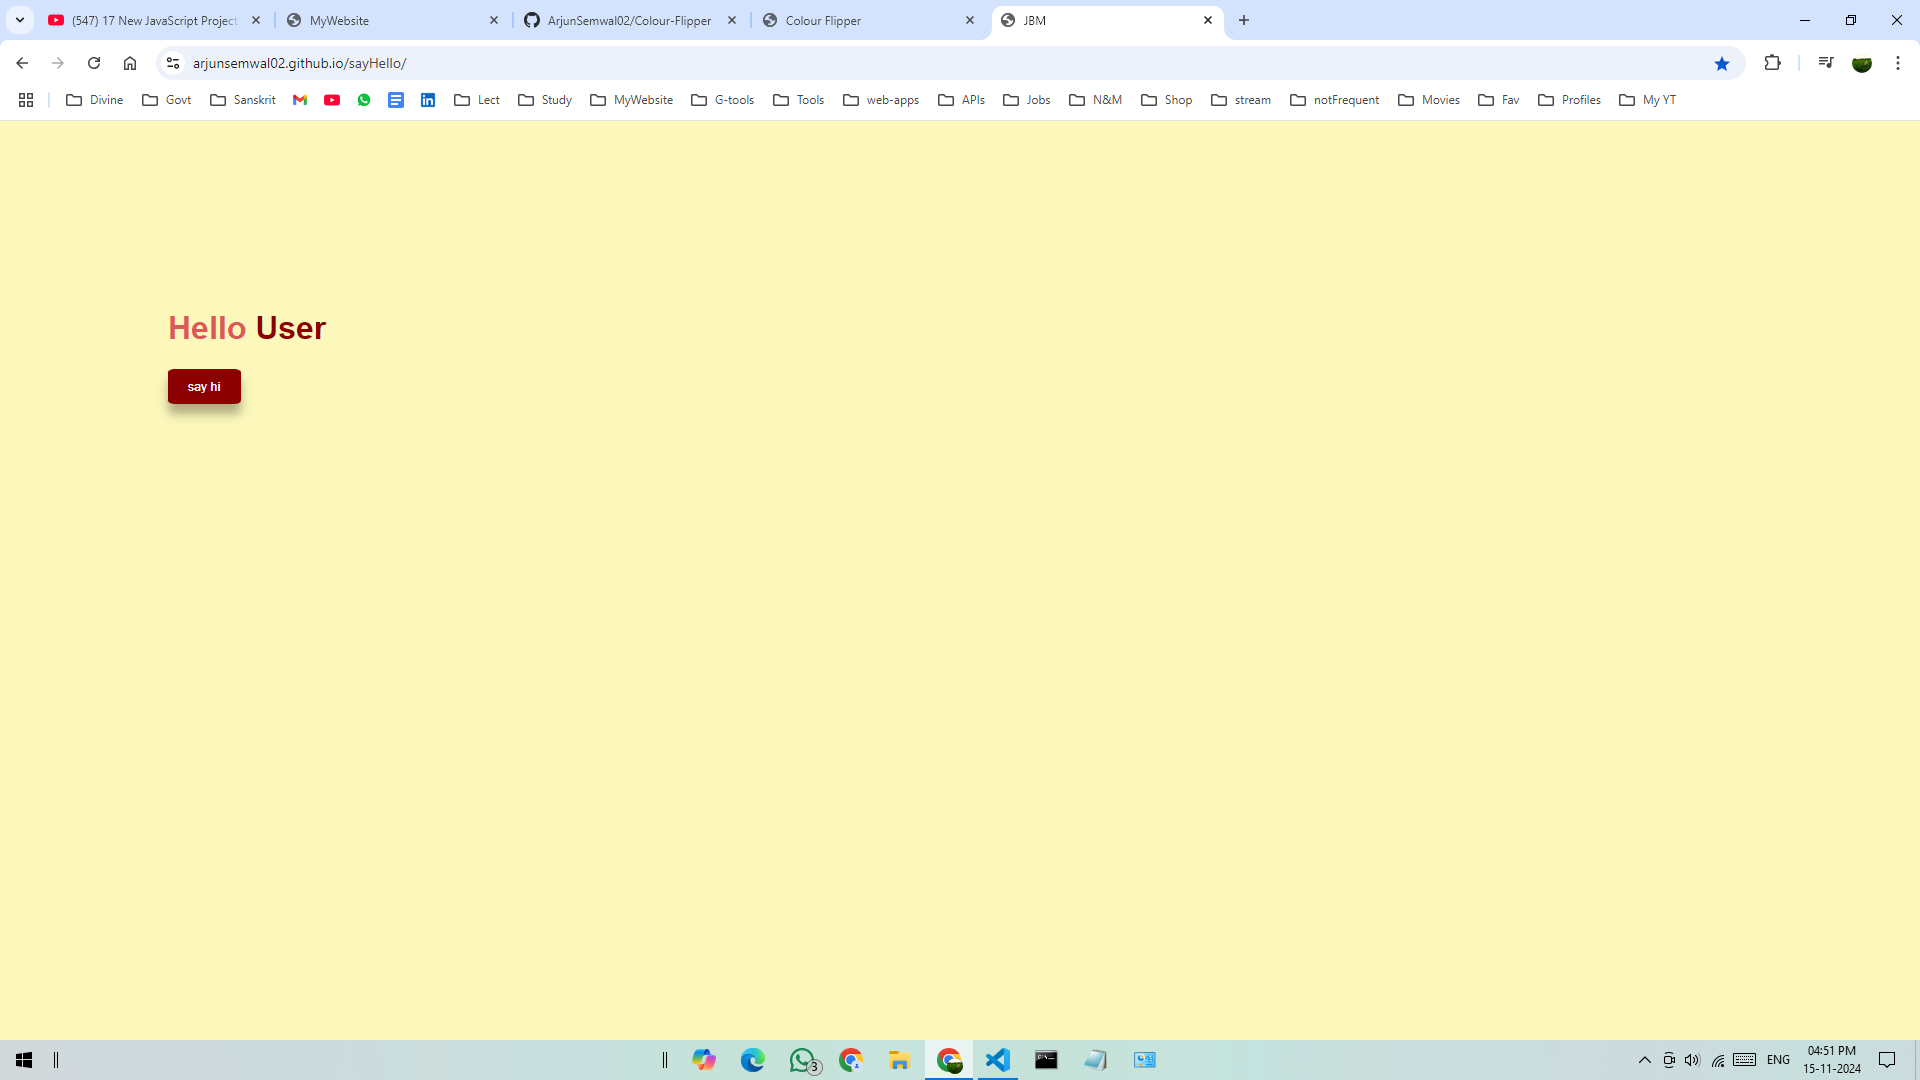 (547) 17 New JavaScript Project
MyWebsite
ArjunSemwal02/Colour-Flipper
Colour Flipper
JBM
arjunsemwal02.github.io/sayHello/
Divine Govt Sanskrit Lect Study MyWebsite G-tools Tools web-apps APIs Jobs N&M Shop stream notFrequent Movies Fav Profiles My YT
Hello User
say hi
3
ENG
04:51 PM
15-11-2024